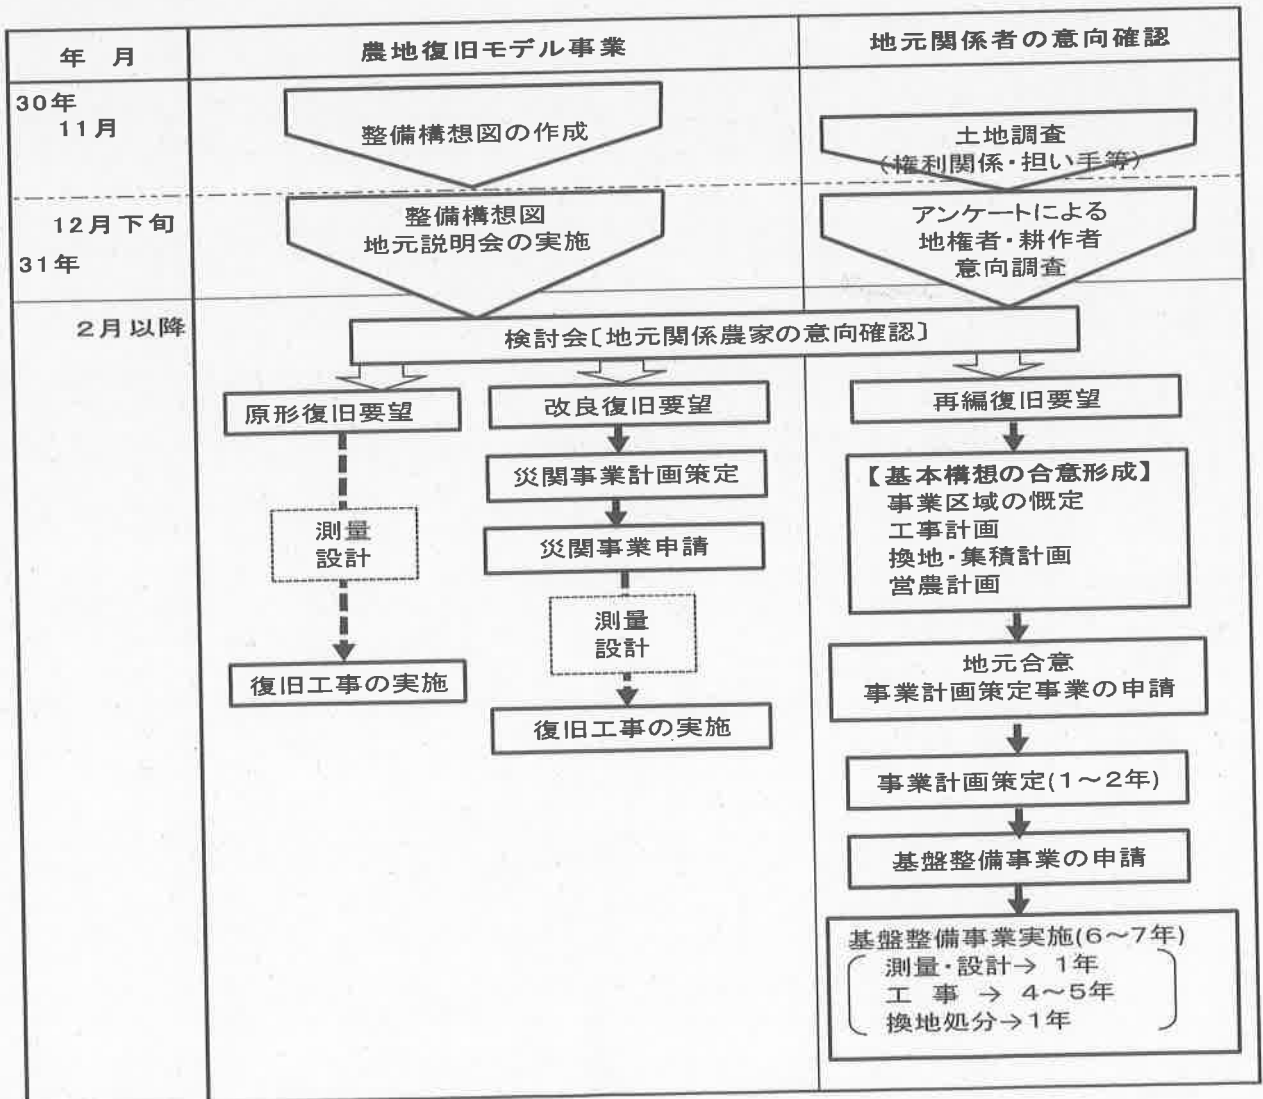 年　月
農地復旧モデル事業
地元関係者の意向確認
30年
11月
整備構想図の作成
土地調査
(権利関係・担い手等)
12月下旬
31年
整備構想図
地元説明会の実施
アンケートによる
地権者・耕作者
意向調査
2月以降
検討会〔地元関係農家の意向確認〕
原形復旧要望
改良復旧要望
再編復旧要望
測量
設計
復旧工事の実施
災関事業計画策定
災関事業申請
測量
設計
復旧工事の実施
【基本構想の合意形成】
事業区域の慨定
工事計画
換地・集積計画
営農計画
地元合意
事業計画策定事業の申請
事業計画策定(1～2年)
基盤整備事業の申請
基盤整備事業実施(6～7年)
測量・設計→ 1年
工　事　→ 4～5年
換地処分→1年